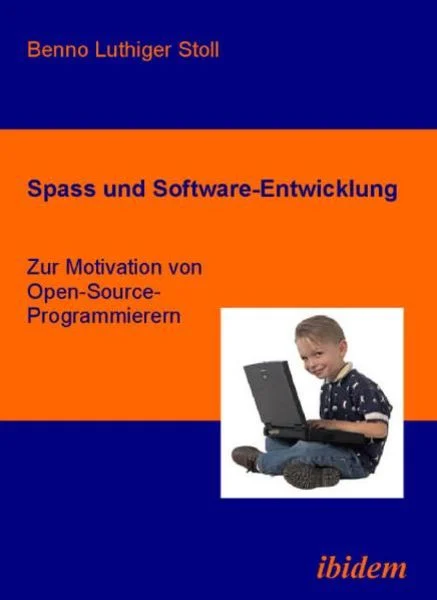 Benno Luthiger Stoll
Spass und Software-Entwicklung
Zur Motivation von
Open-Source-
Programmierern
ibidem